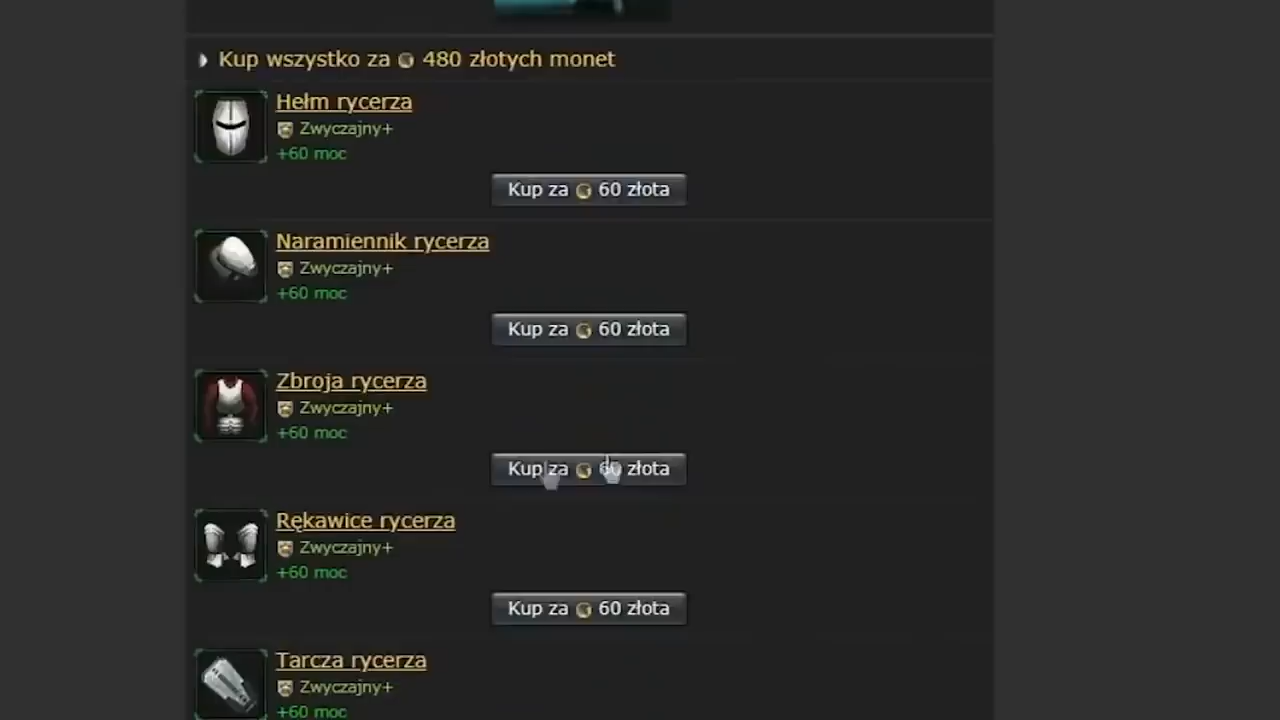 Kup wszystko za 480 złotych monet
Hełm rycerza
Zwyczajny+
+60 moc
Kup za 60 złota
Naramiennik rycerza
Zwyczajny+
+60 moc
Kup za 60 złota
Zbroja rycerza
Zwyczajny+
+60 moc
Kup za 60 złota
Rękawice rycerza
Zwyczajny+
+60 moc
Kup za 60 złota
Tarcza rycerza
Zwyczajny+
+60 moc